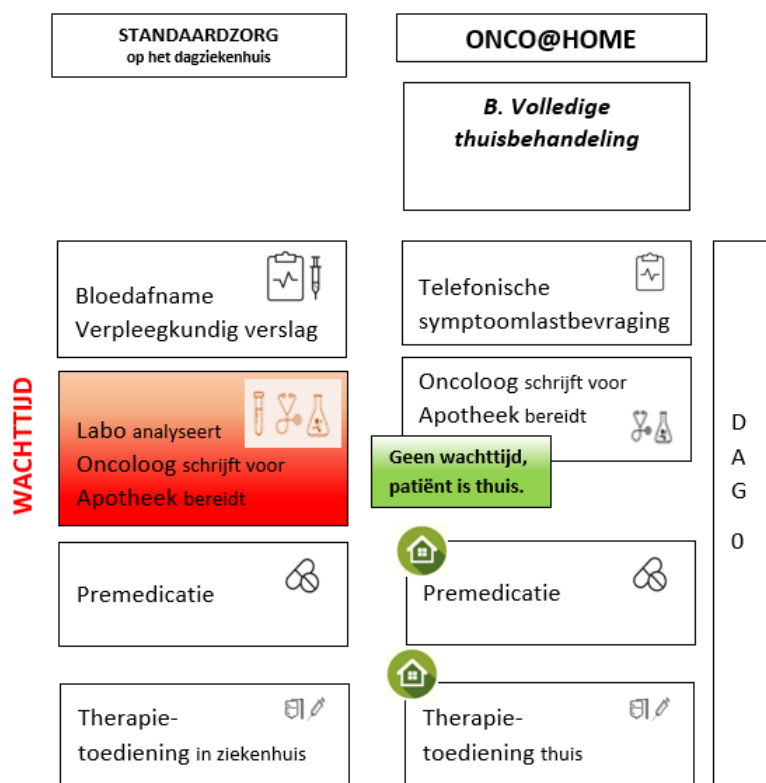 STANDAARDZORG
op het dagziekenhuis
ONCO@HOME
B. Volledige
thuisbehandeling
Bloedafname
Verpleegkundig verslag
Telefonische
symptoomlastbevraging
WACHTTIJD
Labo analyseert
Oncoloog schrijft voor
Apotheek bereidt
Oncoloog schrijft voor
Apotheek bereidt
Geen wachttijd,
patiënt is thuis.
D
A
G
0
Premedicatie
Premedicatie
Therapie-
toediening in ziekenhuis
Therapie-
toediening thuis